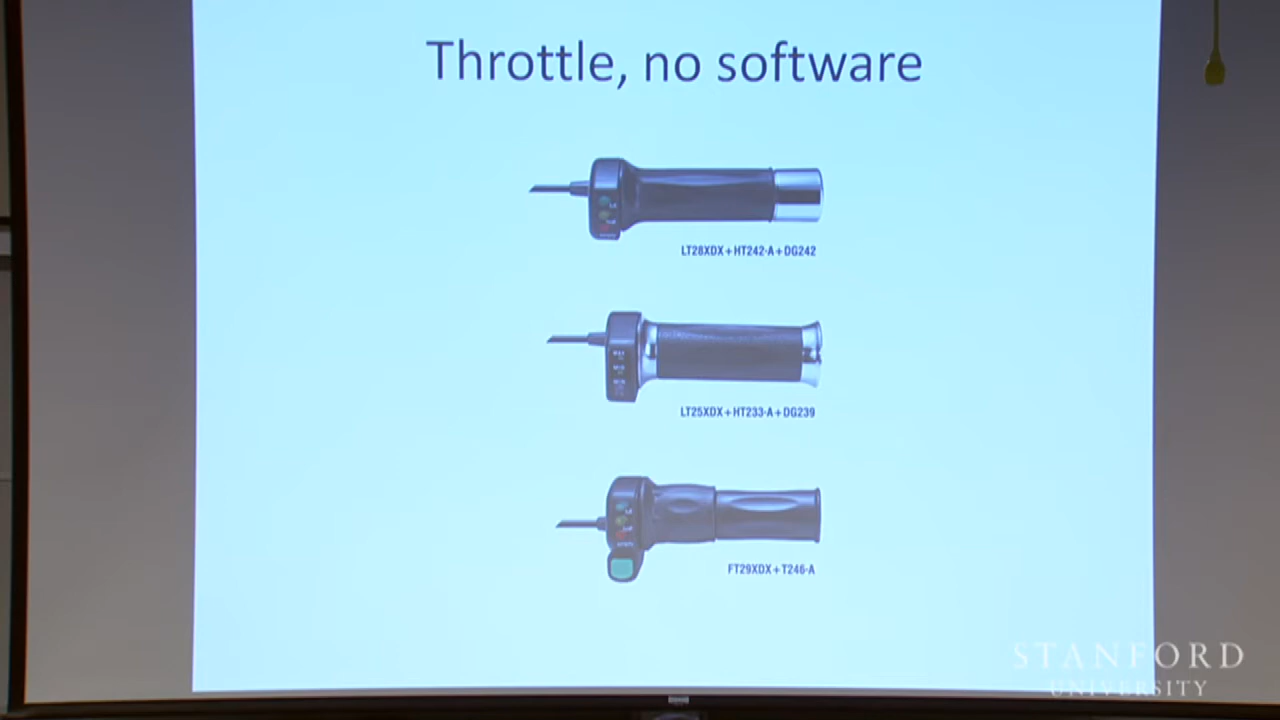 Throttle, no software
LT28XDX+HT242-A+DG242
LT25XDX+HT233-A+DG239
FT29XDX+T246-A
STANFORD
UNIVERSITY